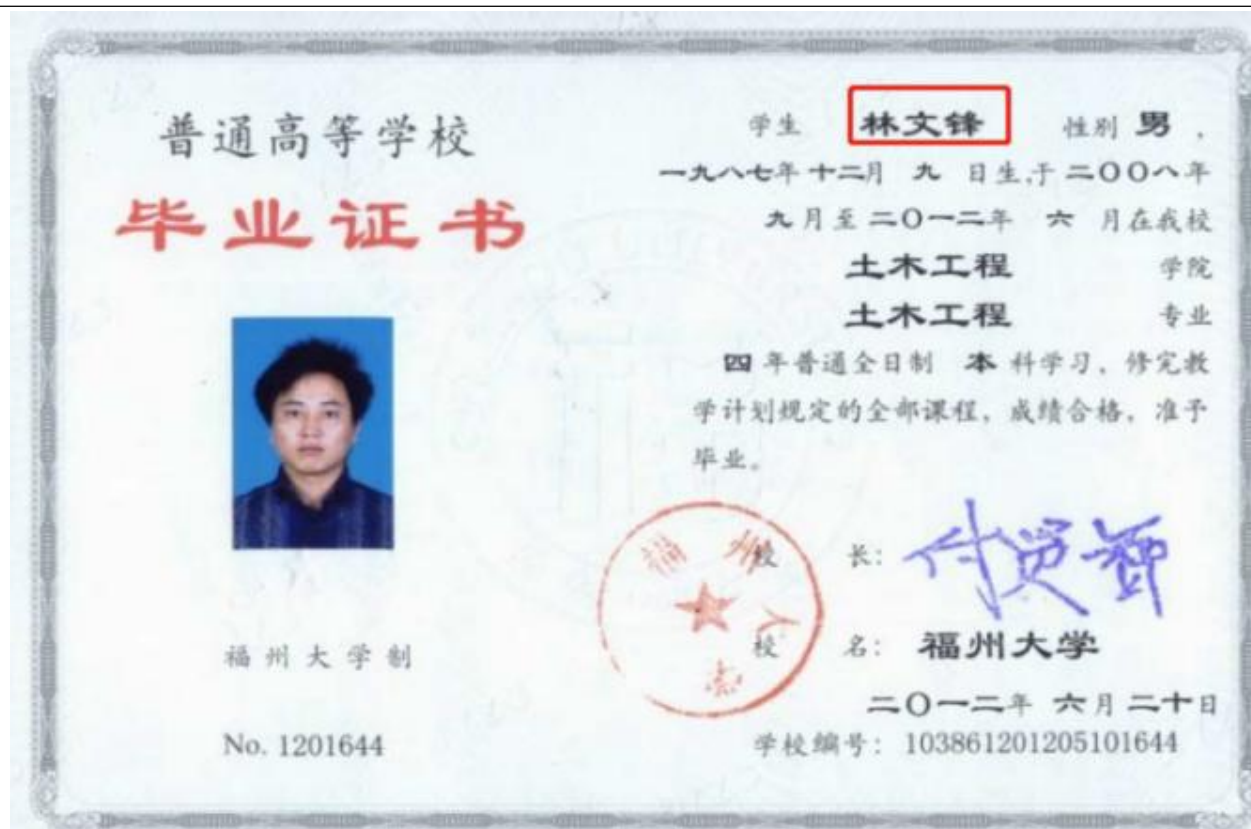 普通高等学校
毕业证书
福州大学制
No. 1201644
学生 林文锋 性别 男，
一九八七年十二月 九 日生,于二〇〇八年
九月至二〇一二年 六 月在我校
土木工程 学院
土木工程 专业
四年普通全日制 本 科学习，修完教
学计划规定的全部课程，成绩合格，准予
毕业。
校 长：
校 名：福州大学
二〇一二年 六月二十日
学校编号：103861201205101644
福州大学